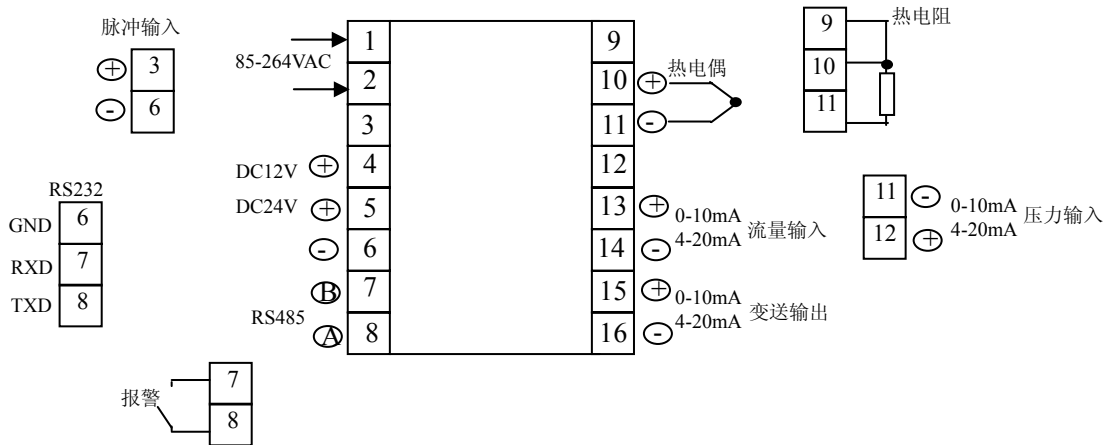 脉冲输入
+ 3
- 6
RS232
GND 6
RXD 7
TXD 8
报警
7
8
85-264VAC
1
2
3
DC12V + 4
DC24V + 5
- 6
B 7
RS485
A 8
9
10 + 热电偶
11 -
12
13 + 0-10mA 流量输入
14 - 4-20mA
15 + 0-10mA 变送输出
16 - 4-20mA
9 热电阻
10
11
11 - 0-10mA 压力输入
12 + 4-20mA